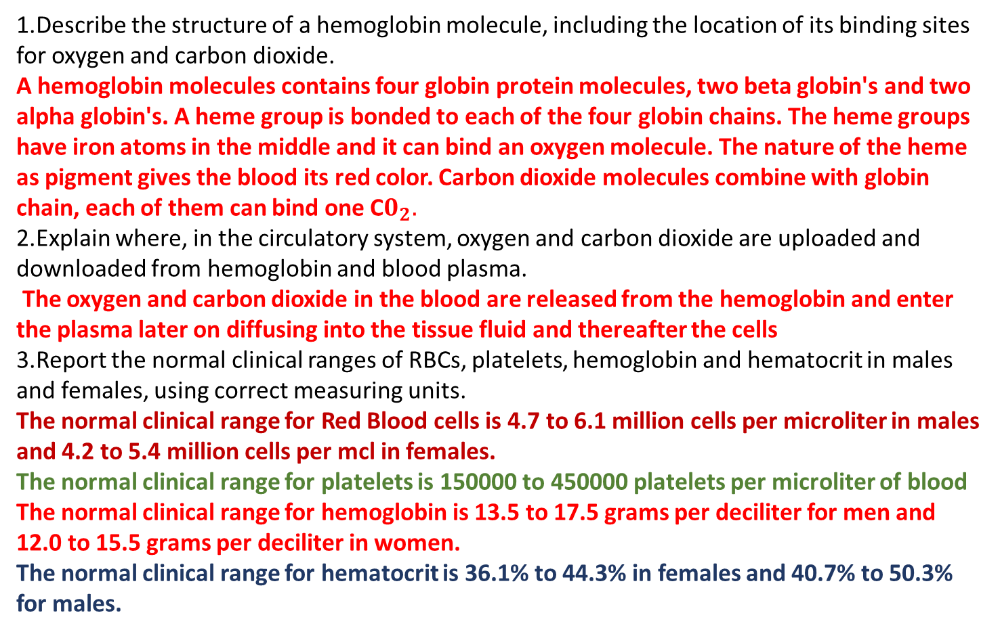 1.Describe the structure of a hemoglobin molecule, including the location of its binding sites
for oxygen and carbon dioxide.
A hemoglobin molecules contains four globin protein molecules, two beta globin's and two
alpha globin's. A heme group is bonded to each of the four globin chains. The heme groups
have iron atoms in the middle and it can bind an oxygen molecule. The nature of the heme
as pigment gives the blood its red color. Carbon dioxide molecules combine with globin
chain, each of them can bind one C0₂.
2.Explain where, in the circulatory system, oxygen and carbon dioxide are uploaded and
downloaded from hemoglobin and blood plasma.
The oxygen and carbon dioxide in the blood are released from the hemoglobin and enter
the plasma later on diffusing into the tissue fluid and thereafter the cells
3.Report the normal clinical ranges of RBCs, platelets, hemoglobin and hematocrit in males
and females, using correct measuring units.
The normal clinical range for Red Blood cells is 4.7 to 6.1 million cells per microliter in males
and 4.2 to 5.4 million cells per mcl in females.
The normal clinical range for platelets is 150000 to 450000 platelets per microliter of blood
The normal clinical range for hemoglobin is 13.5 to 17.5 grams per deciliter for men and
12.0 to 15.5 grams per deciliter in women.
The normal clinical range for hematocrit is 36.1% to 44.3% in females and 40.7% to 50.3%
for males.